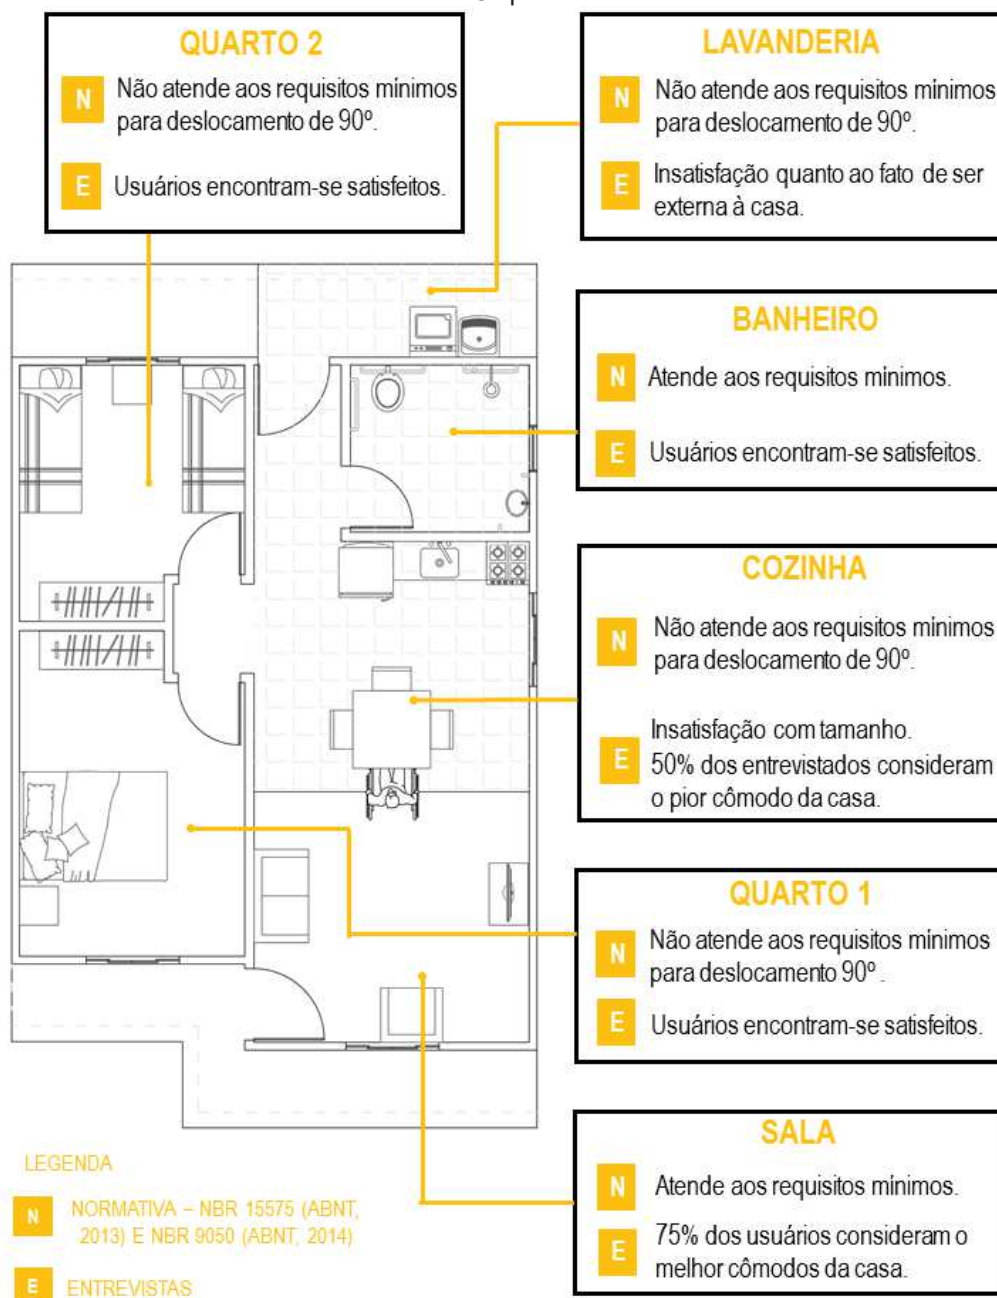 QUARTO 2
N
Não atende aos requisitos mínimos
para deslocamento de 90º.
E
Usuários encontram-se satisfeitos.
LAVANDERIA
N
Não atende aos requisitos mínimos
para deslocamento de 90º.
E
Insatisfação quanto ao fato de ser
externa à casa.
BANHEIRO
N
Atende aos requisitos mínimos.
E
Usuários encontram-se satisfeitos.
COZINHA
N
Não atende aos requisitos mínimos
para deslocamento de 90º.
E
Insatisfação com tamanho.
50% dos entrevistados consideram
o pior cômodo da casa.
QUARTO 1
N
Não atende aos requisitos mínimos
para deslocamento 90º .
E
Usuários encontram-se satisfeitos.
SALA
N
Atende aos requisitos mínimos.
E
75% dos usuários consideram o
melhor cômodos da casa.
LEGENDA
N
NORMATIVA – NBR 15575 (ABNT,
2013) E NBR 9050 (ABNT, 2014)
E
ENTREVISTAS